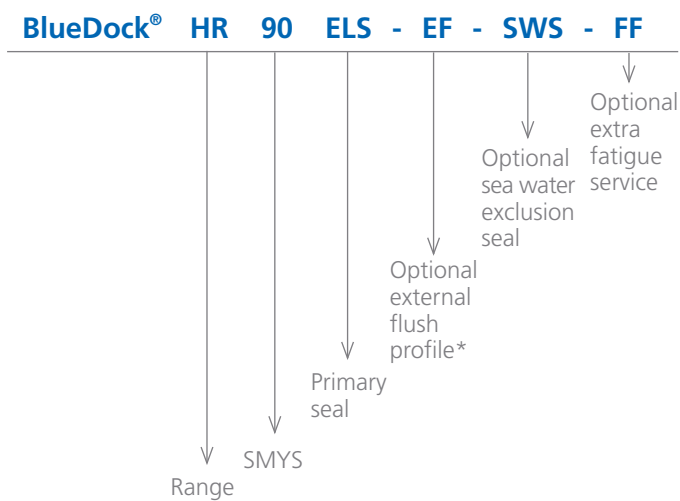 BlueDock® HR 90 ELS - EF - SWS - FF
Optional
extra
fatigue
service
Optional
sea water
exclusion
seal
Optional
external
flush
profile*
Primary
seal
SMYS
Range